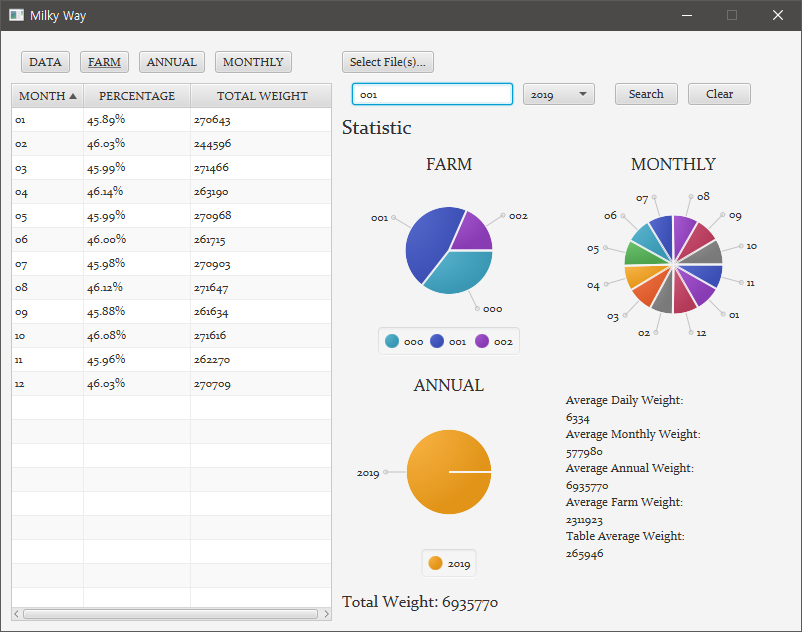 Milky Way
DATA FARM ANNUAL MONTHLY Select File(s)...
001 2019 Search Clear
MONTH PERCENTAGE TOTAL WEIGHT
01 45.89% 270643
02 46.03% 244596
03 45.99% 271466
04 46.14% 263190
05 45.99% 270968
06 46.00% 261715
07 45.98% 270903
08 46.12% 271647
09 45.88% 261634
10 46.08% 271616
11 45.96% 262270
12 46.03% 270709
Statistic
FARM
001
002
000
000 001 002
MONTHLY
07 08
06 09
05 10
04 11
03 01
02 12
ANNUAL
2019
2019
Average Daily Weight:
6334
Average Monthly Weight:
577980
Average Annual Weight:
6935770
Average Farm Weight:
2311923
Table Average Weight:
265946
Total Weight: 6935770